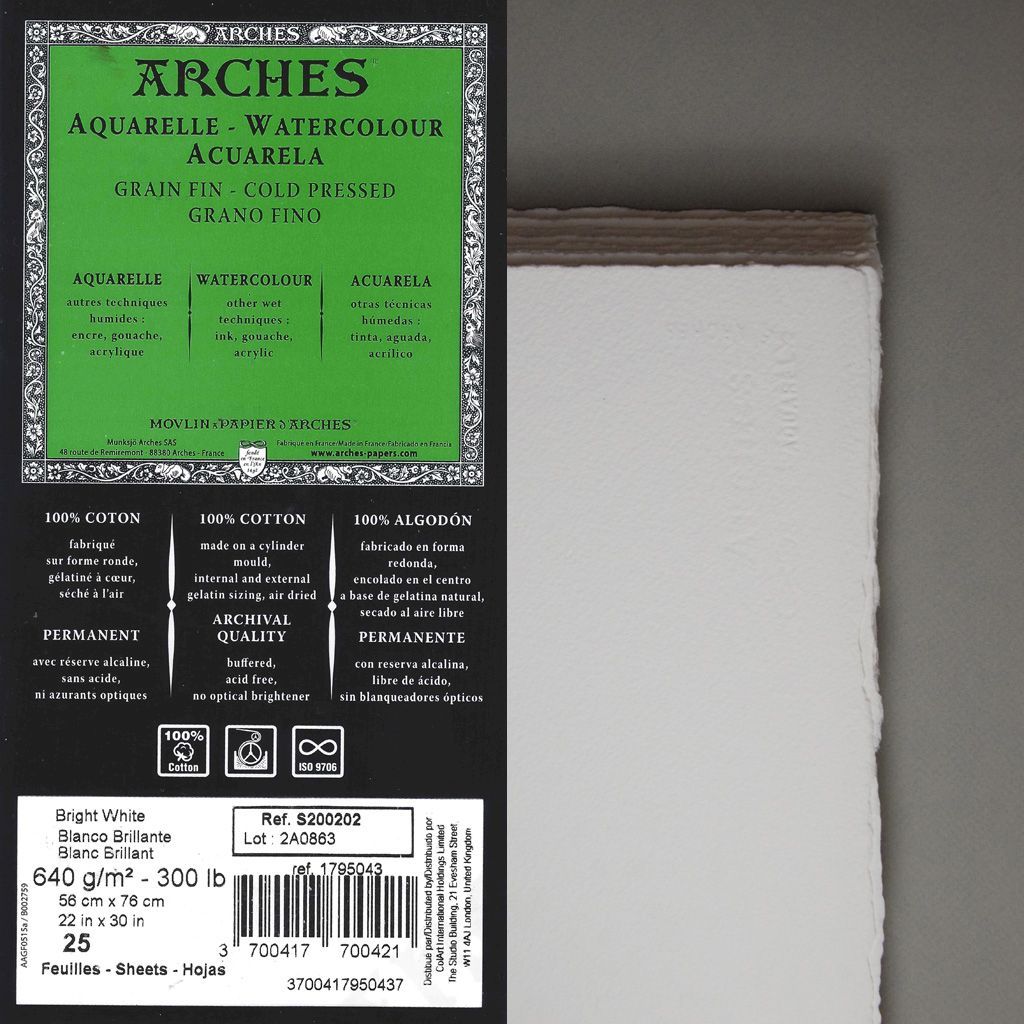 ARCHES
ARCHES
AQUARELLE - WATERCOLOUR
ACUARELA
GRAIN FIN - COLD PRESSED
GRANO FINO
AQUARELLE
autres techniques
humides :
encre, gouache,
acrylique
WATERCOLOUR
other wet
techniques :
ink, gouache,
acrylic
ACUARELA
otras técnicas
húmedas :
tinta, aguada,
acrílico
MOVLIN À PAPIER D ARCHES
Munksjö Arches SAS
48 route de Remiremont - 88380 Arches - France
Fabriqué en France/Made in France/Fabricado en Francia
www.arches-papers.com
100% COTON
fabriqué
sur forme ronde,
gélatiné à cœur,
séché à l'air
PERMANENT
avec réserve alcaline,
sans acide,
ni azurants optiques
100% COTTON
made on a cylinder
mould,
internal and external
gelatin sizing, air dried
ARCHIVAL
QUALITY
buffered,
acid free,
no optical brightener
100% ALGODÓN
fabricado en forma
redonda,
encolado en el centro
a base de gelatina natural,
secado al aire libre
PERMANENTE
con reserva alcalina,
libre de ácido,
sin blanqueadores ópticos
100%
Cotton
ISO 9706
Bright White
Blanco Brillante
Blanc Brillant
640 g/m² - 300 lb
56 cm x 76 cm
22 in x 30 in
25
Feuilles - Sheets - Hojas
AAGF0515a / B002759
Ref. S200202
Lot : 2A0863
ref. 1795043
3 700417 700421
3700417950437
Distribué par/Distributed by/Distribuido por
ColArt International Holdings Limited
The Studio Building, 21 Evesham Street
W11 4AJ London, United Kingdom